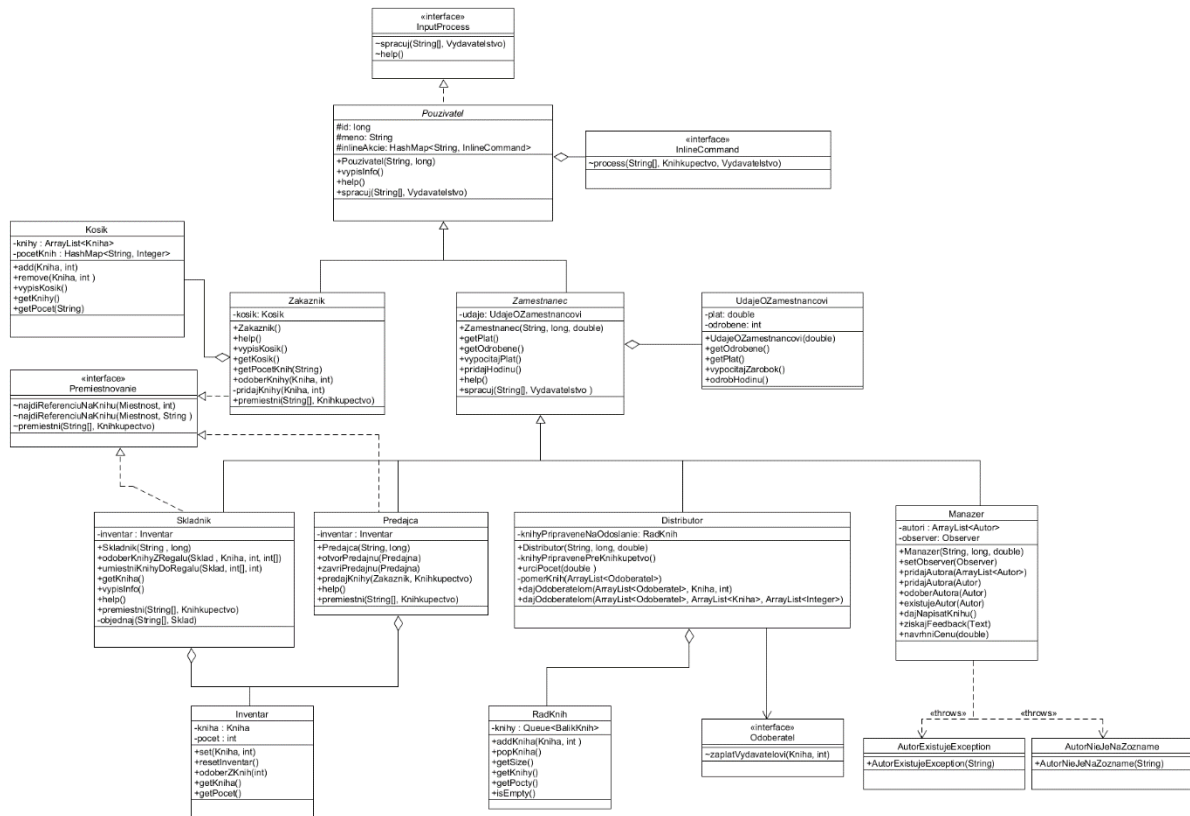 «interface»
InputProcess
~spracuj(String[], Vydavatelstvo)
~help()
Pouzivatel
#id: long
#meno: String
#inlineAkcie: HashMap<String, InlineCommand>
+Pouzivatel(String, long)
+vypisInfo()
+help()
+spracuj(String[], Vydavatelstvo)
«interface»
InlineCommand
~process(String[], Knihkupectvo, Vydavatelstvo)
Kosik
-knihy : ArrayList<Kniha>
-pocetKnih : HashMap<String, Integer>
+add(Kniha, int)
+remove(Kniha, int )
+vypisKosik()
+getKnihy()
+getPocet(String)
Zakaznik
-kosik: Kosik
+Zakaznik()
+help()
+vypisKosik()
+getKosik()
+getPocetKnih(String)
+odoberKnihy(Kniha, int)
-pridajKnihy(Kniha, int)
+premiestni(String[], Knihkupectvo)
Zamestnanec
-udaje: UdajeOZamestnancovi
+Zamestnanec(String, long, double)
+getPlat()
+getOdrobene()
+vypocitajPlat()
+pridajHodinu()
+help()
+spracuj(String[], Vydavatelstvo )
UdajeOZamestnancovi
-plat: double
-odrobene: int
+UdajeOZamestnancovi(double)
+getOdrobene()
+getPlat()
+vypocitajZarobok()
+odrobHodinu()
«interface»
Premiestnovanie
~najdiReferenciuNaKnihu(Miestnost, int)
~najdiReferenciuNaKnihu(Miestnost, String )
~premiestni(String[], Knihkupectvo)
Skladnik
-inventar: Inventar
+Skladnik(String , long)
+odoberKnihyZRegalu(Sklad , Kniha, int, int[])
+umiestniKnihyDoRegalu(Sklad, int[], int)
+getKniha()
+vypisInfo()
+help()
+premiestni(String[], Knihkupectvo)
-objednaj(String[], Sklad)
Predajca
-inventar : Inventar
+Predajca(String, long)
+otvorPredajnu(Predajna)
+zavriPredajnu(Predajna)
+predajKnihy(Zakaznik, Knihkupectvo)
+help()
+premiestni(String[], Knihkupectvo)
Distributor
-knihyPripraveneNaOdoslanie: RadKnih
+Distributor(String, long, double)
-knihyPripravenePreKnihkupetvo()
+urciPocet(double )
-pomerKnih(ArrayList<Odoberatel>)
+dajOdoberatelom(ArrayList<Odoberatel>, Kniha, int)
+dajOdoberatelom(ArrayList<Odoberatel>, ArrayList<Kniha>, ArrayList<Integer>)
Manazer
-autori : ArrayList<Autor>
-observer: Observer
+Manazer(String, long, double)
+setObserver(Observer)
+pridajAutora(ArrayList<Autor>)
+pridajAutora(Autor)
+odoberAutora(Autor)
+existujeAutor(Autor)
+dajNapisatKnihu()
+ziskajFeedback(Text)
+navrhniCenu(double)
Inventar
-kniha : Kniha
-pocet : int
+set(Kniha, int)
+resetInventar()
+odoberZKnih(int)
+getKniha()
+getPocet()
RadKnih
-knihy : Queue<BalikKnih>
+addKniha(Kniha, int )
+popKniha()
+getSize()
+getKnihy()
+getPocty()
+isEmpty()
«interface»
Odoberatel
~zaplatVydavatelovi(Kniha, int)
«throws»
«throws»
AutorExistujeException
+AutorExistujeException(String)
AutorNieJeNaZozname
+AutorNieJeNaZozname(String)